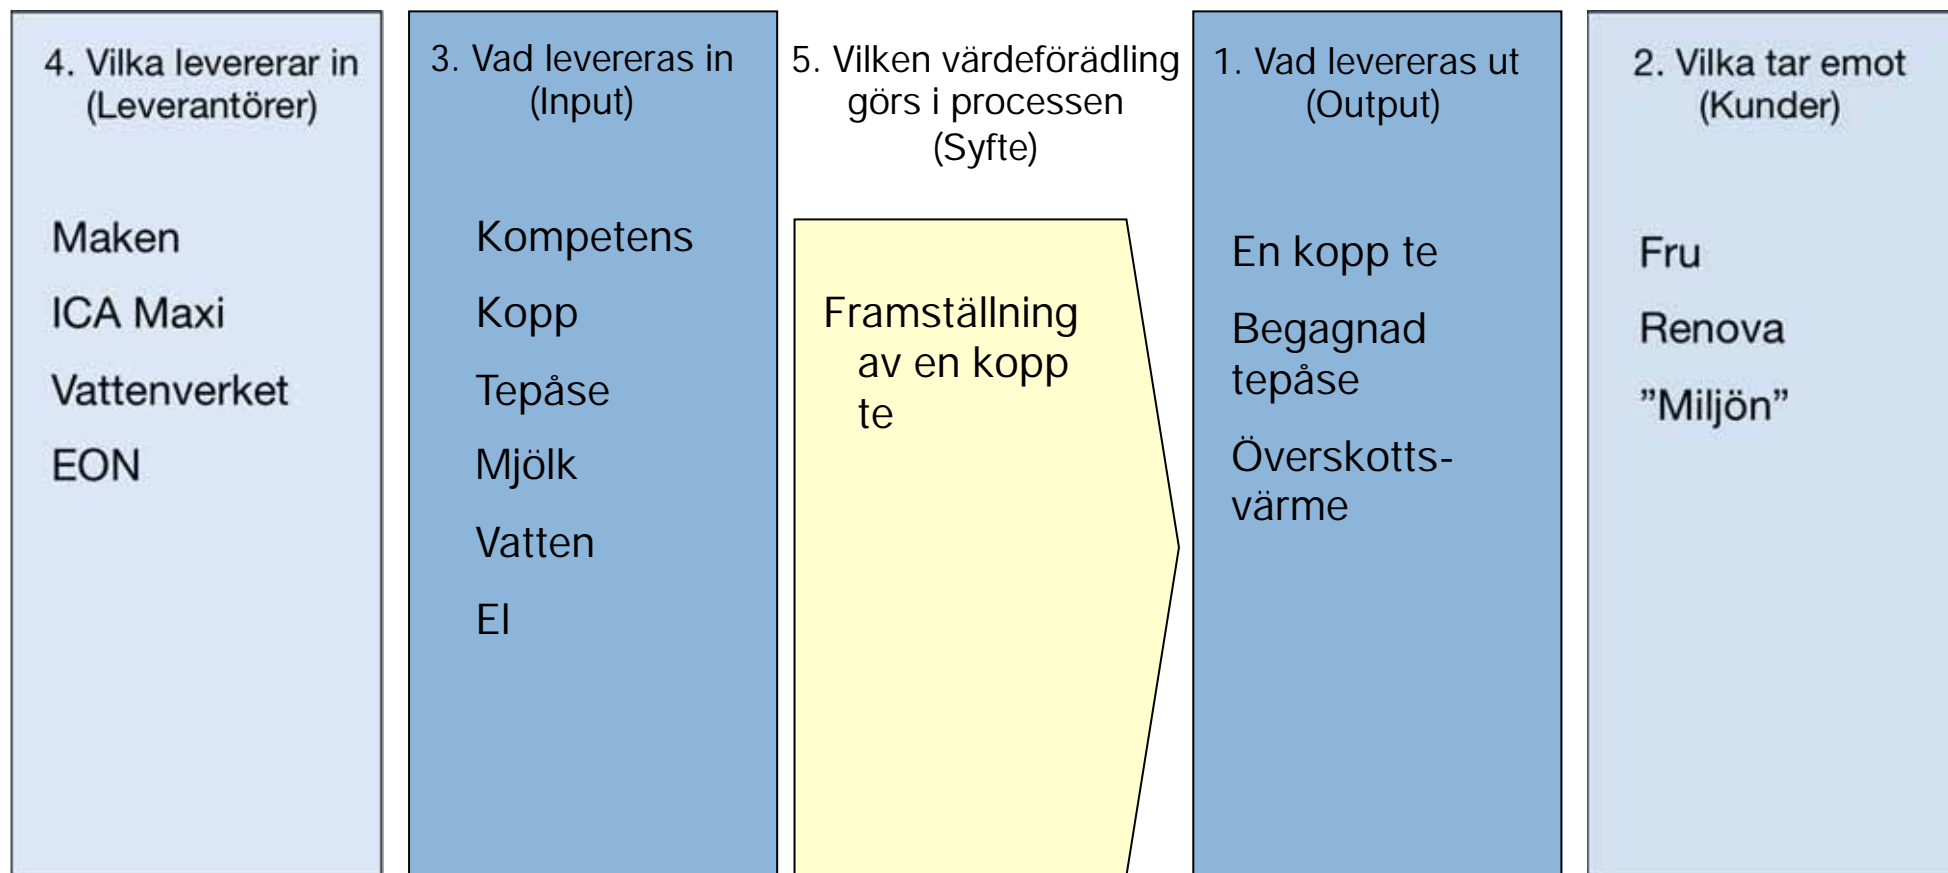 4. Vilka levererar in
(Leverantörer)
Maken
ICA Maxi
Vattenverket
EON
3. Vad levereras in
(Input)
Kompetens
Kopp
Tepåse
Mjölk
Vatten
El
5. Vilken värdeförädling
görs i processen
(Syfte)
Framställning
av en kopp
te
1. Vad levereras ut
(Output)
En kopp te
Begagnad
tepåse
Överskotts-
värme
2. Vilka tar emot
(Kunder)
Fru
Renova
”Miljön”